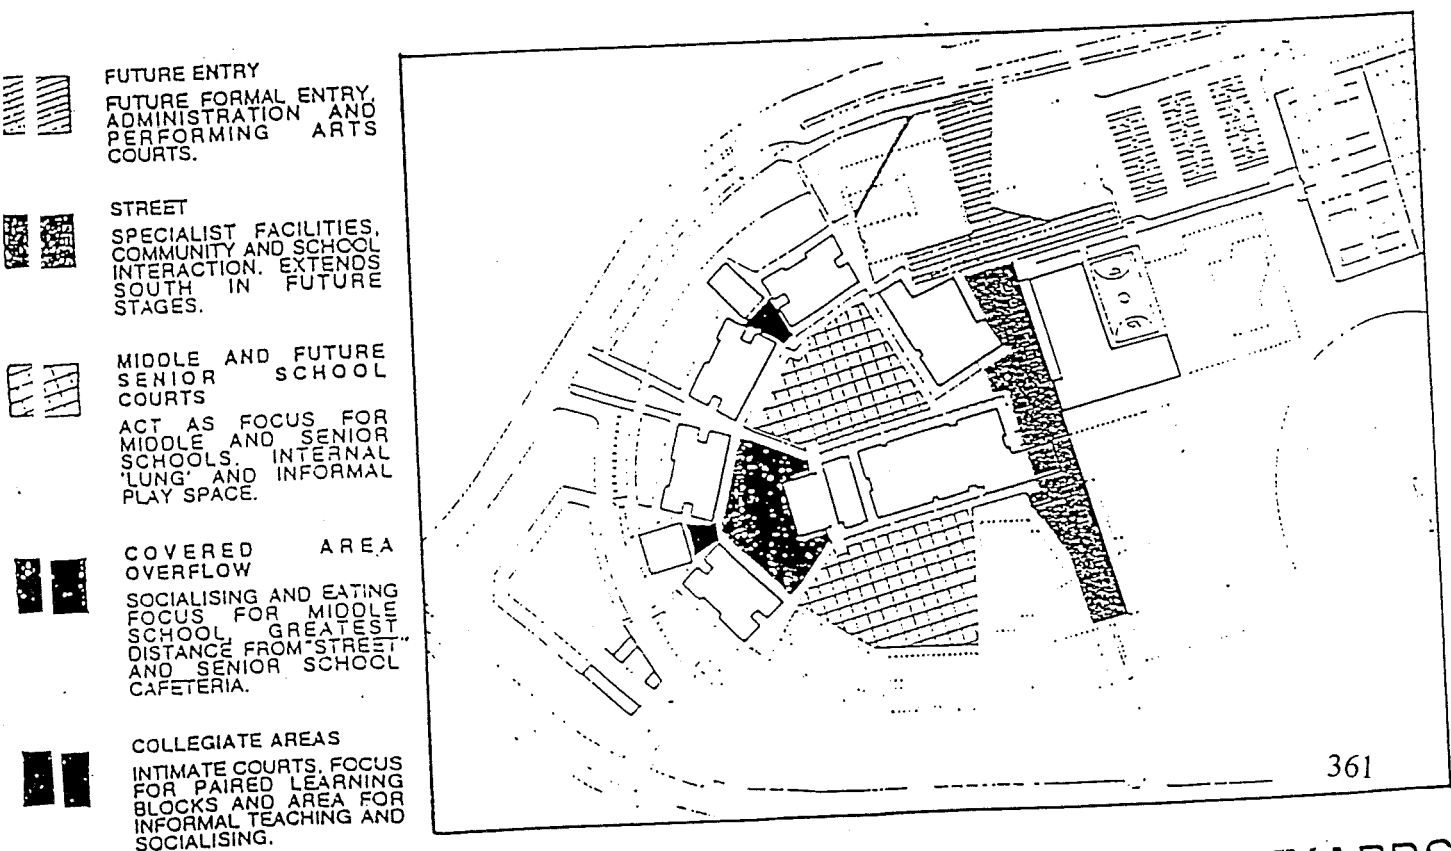 FUTURE ENTRY
FUTURE FORMAL ENTRY,
ADMINISTRATION AND
PERFORMING ARTS
COURTS.
STREET
SPECIALIST FACILITIES,
COMMUNITY AND SCHOOL
INTERACTION. EXTENDS
SOUTH IN FUTURE
STAGES.
MIDDLE AND FUTURE
SENIOR SCHOOL
COURTS
ACT AS FOCUS FOR
MIDDLE AND SENIOR
SCHOOLS. INTERNAL
'LUNG' AND INFORMAL
PLAY SPACE.
COVERED AREA
OVERFLOW
SOCIALISING AND EATING
FOCUS FOR MIDDLE
SCHOOL, GREATEST
DISTANCE FROM "STREET"
AND SENIOR SCHOOL
CAFETERIA.
COLLEGIATE AREAS
INTIMATE COURTS, FOCUS
FOR PAIRED LEARNING
BLOCKS AND AREA FOR
INFORMAL TEACHING AND
SOCIALISING.
361